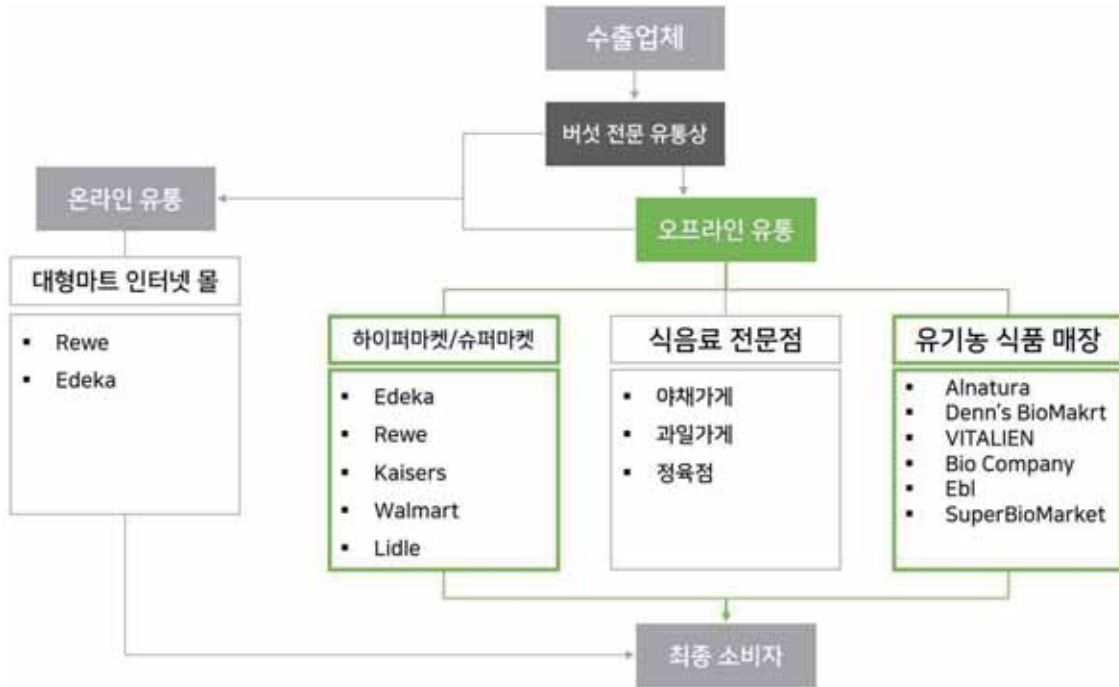 수출업체
버섯 전문 유통상
온라인 유통
오프라인 유통
대형마트 인터넷 몰
▪ Rewe
▪ Edeka
하이퍼마켓/슈퍼마켓
▪ Edeka
▪ Rewe
▪ Kaisers
▪ Walmart
▪ Lidle
식음료 전문점
▪ 야채가게
▪ 과일가게
▪ 정육점
유기농 식품 매장
▪ Alnatura
▪ Denn's BioMakrt
▪ VITALIEN
▪ Bio Company
▪ Ebl
▪ SuperBioMarket
최종 소비자